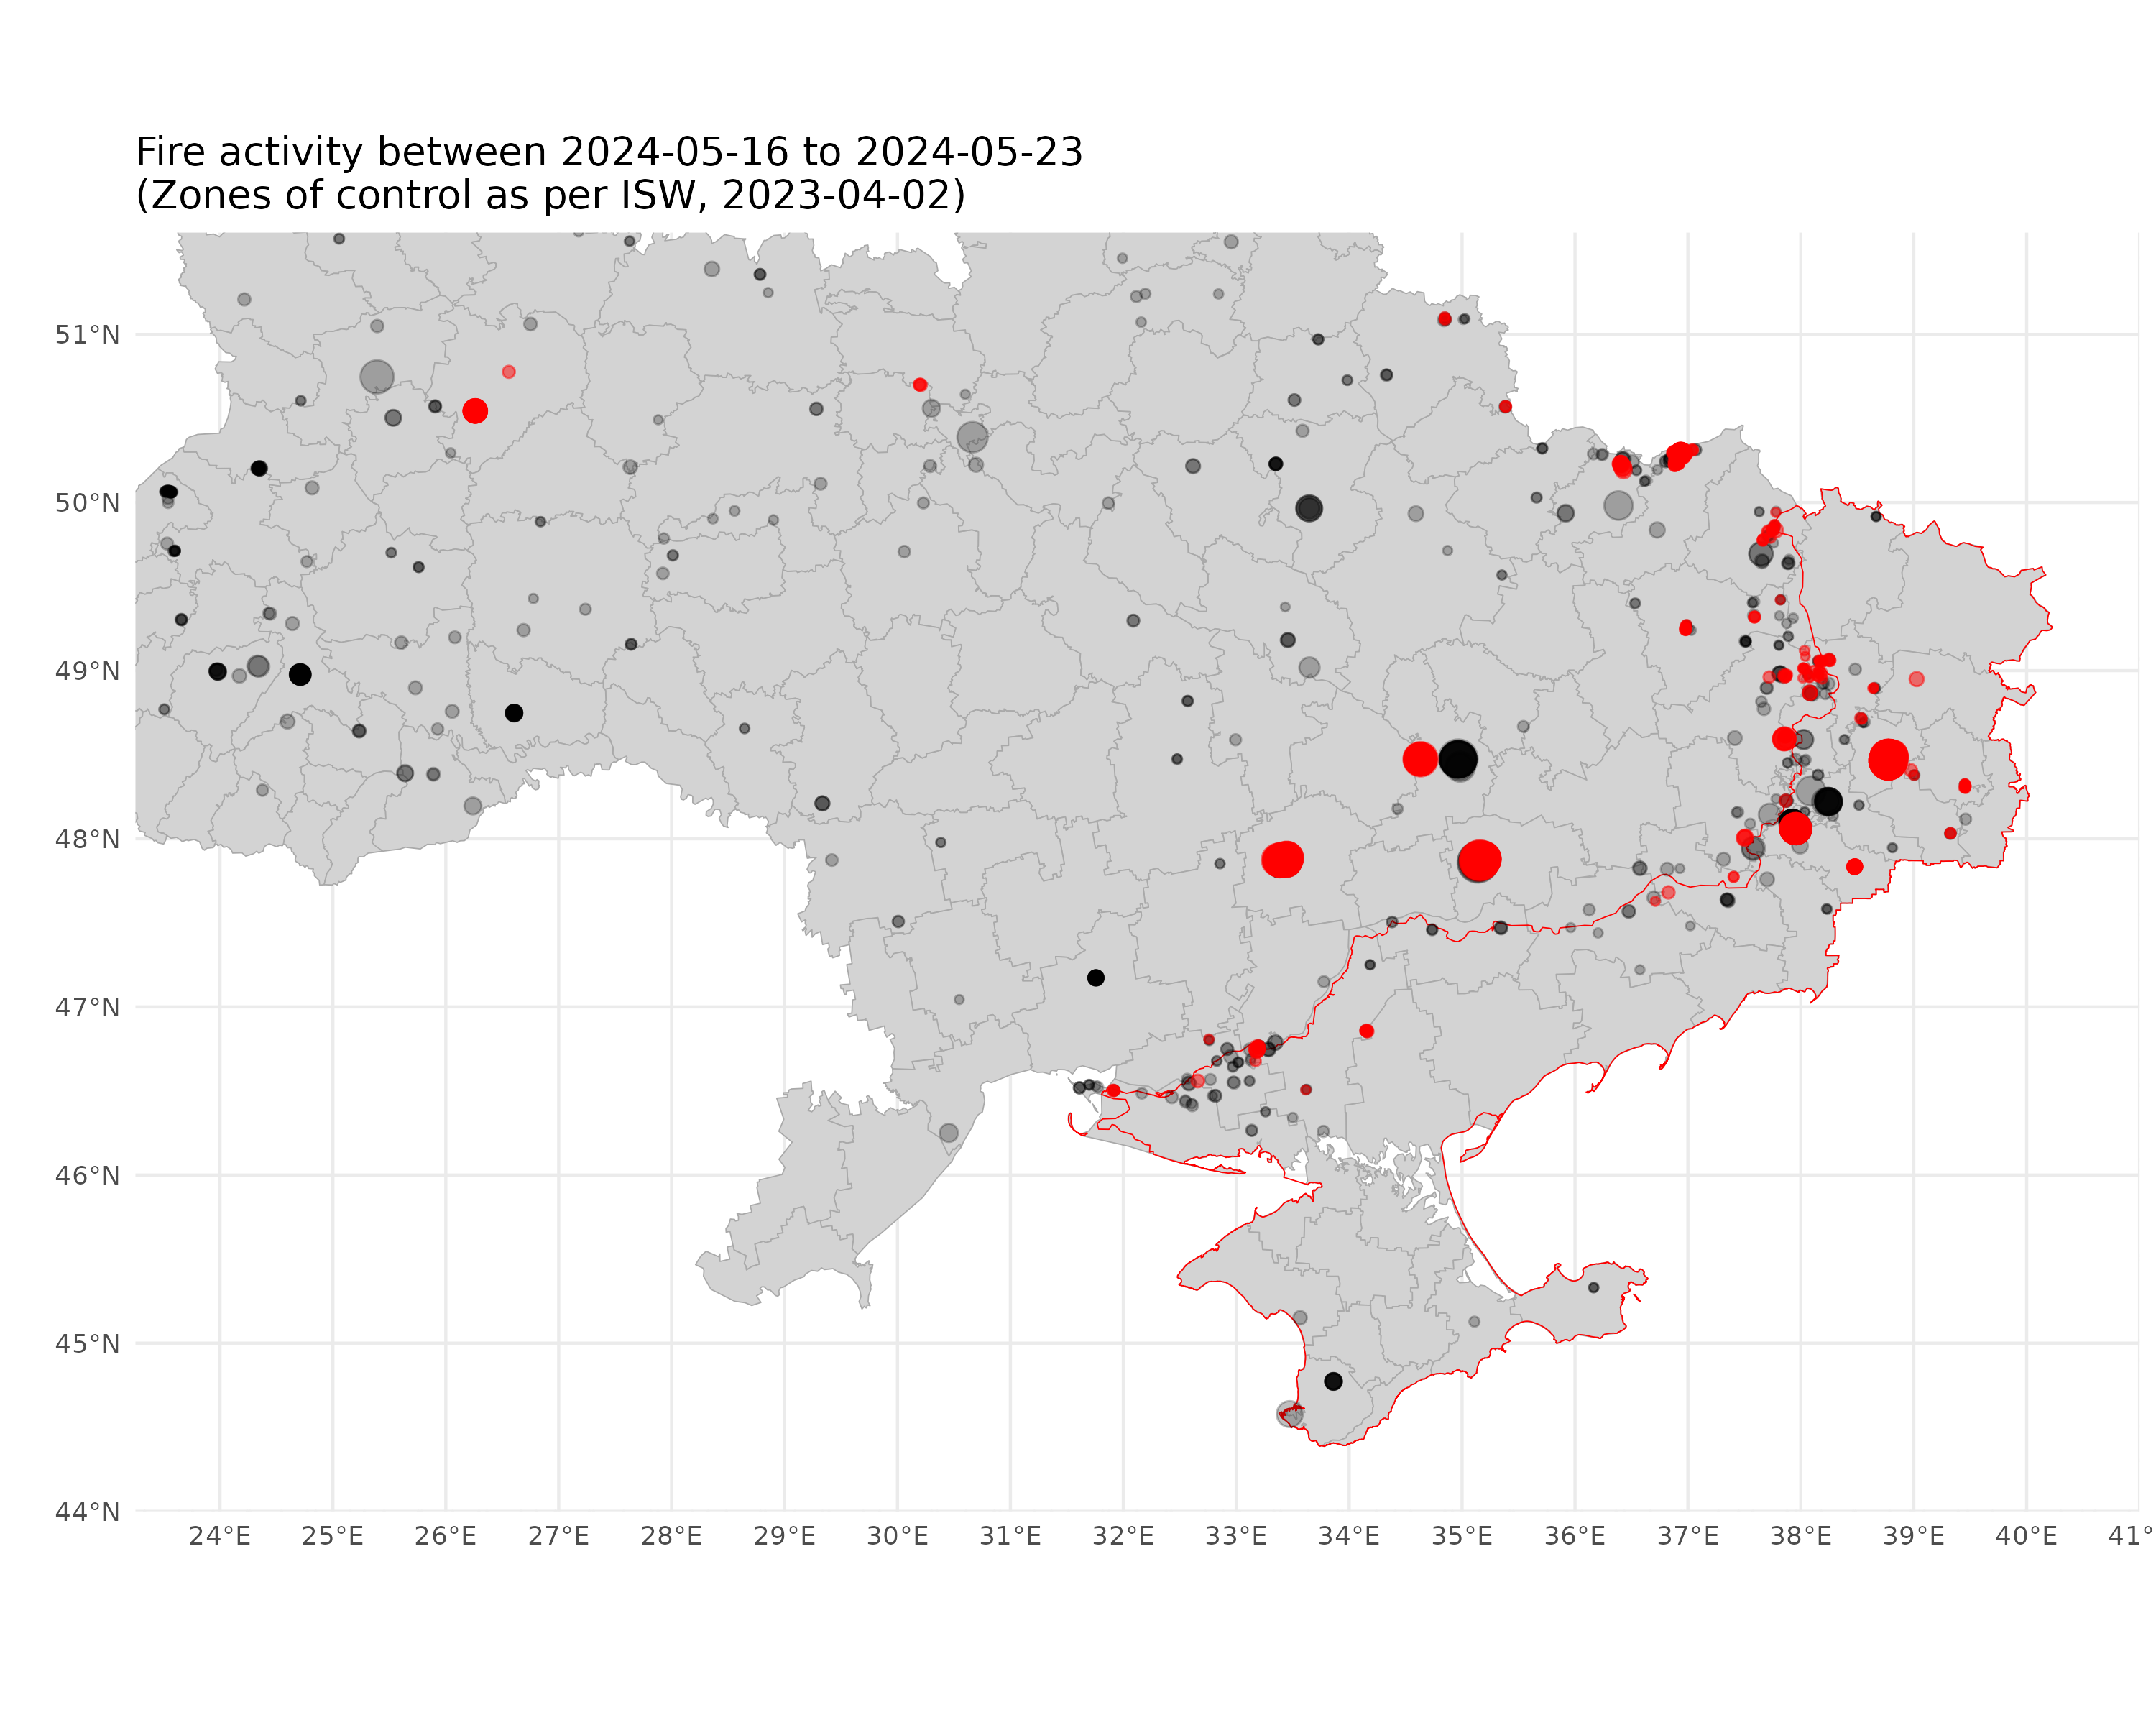 Fire activity between 2024-05-16 to 2024-05-23
(Zones of control as per ISW, 2023-04-02)
51°N
50°N
49°N
48°N
47°N
46°N
45°N
44°N
24°E 25°E 26°E 27°E 28°E 29°E 30°E 31°E 32°E 33°E 34°E 35°E 36°E 37°E 38°E 39°E 40°E 41°